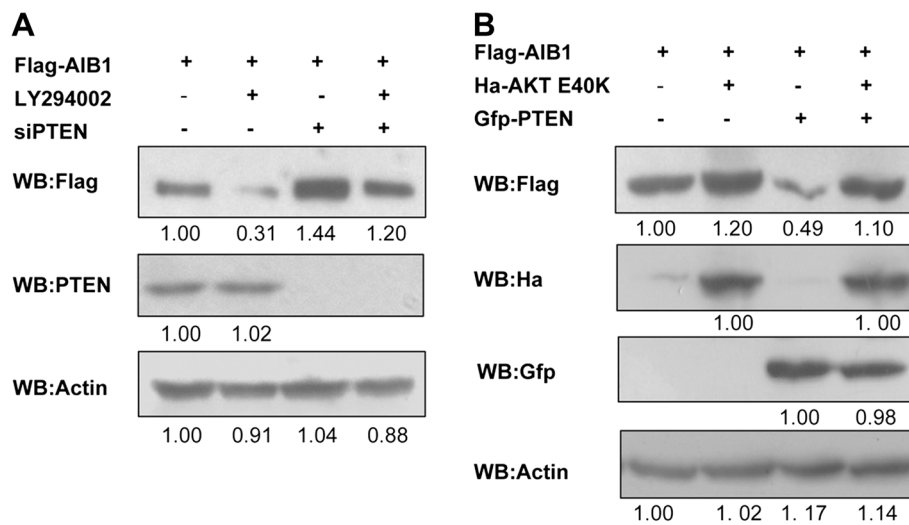 A
Flag-AIB1 + + + +
LY294002 - + - +
siPTEN - - + +
WB:Flag
1.00 0.31 1.44 1.20
WB:PTEN
1.00 1.02
WB:Actin
1.00 0.91 1.04 0.88
B
Flag-AIB1 + + + +
Ha-AKT E40K - + - +
Gfp-PTEN - - + +
WB:Flag
1.00 1.20 0.49 1.10
WB:Ha
1.00 1. 00
WB:Gfp
1.00 0.98
WB:Actin
1.00 1. 02 1. 17 1.14